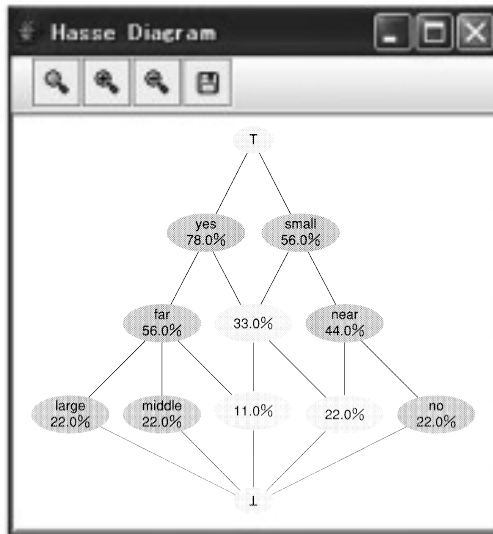 Hasse Diagram
T
yes
78.0%
small
56.0%
far
56.0%
33.0%
near
44.0%
large
22.0%
middle
22.0%
11.0%
22.0%
no
22.0%
⊥